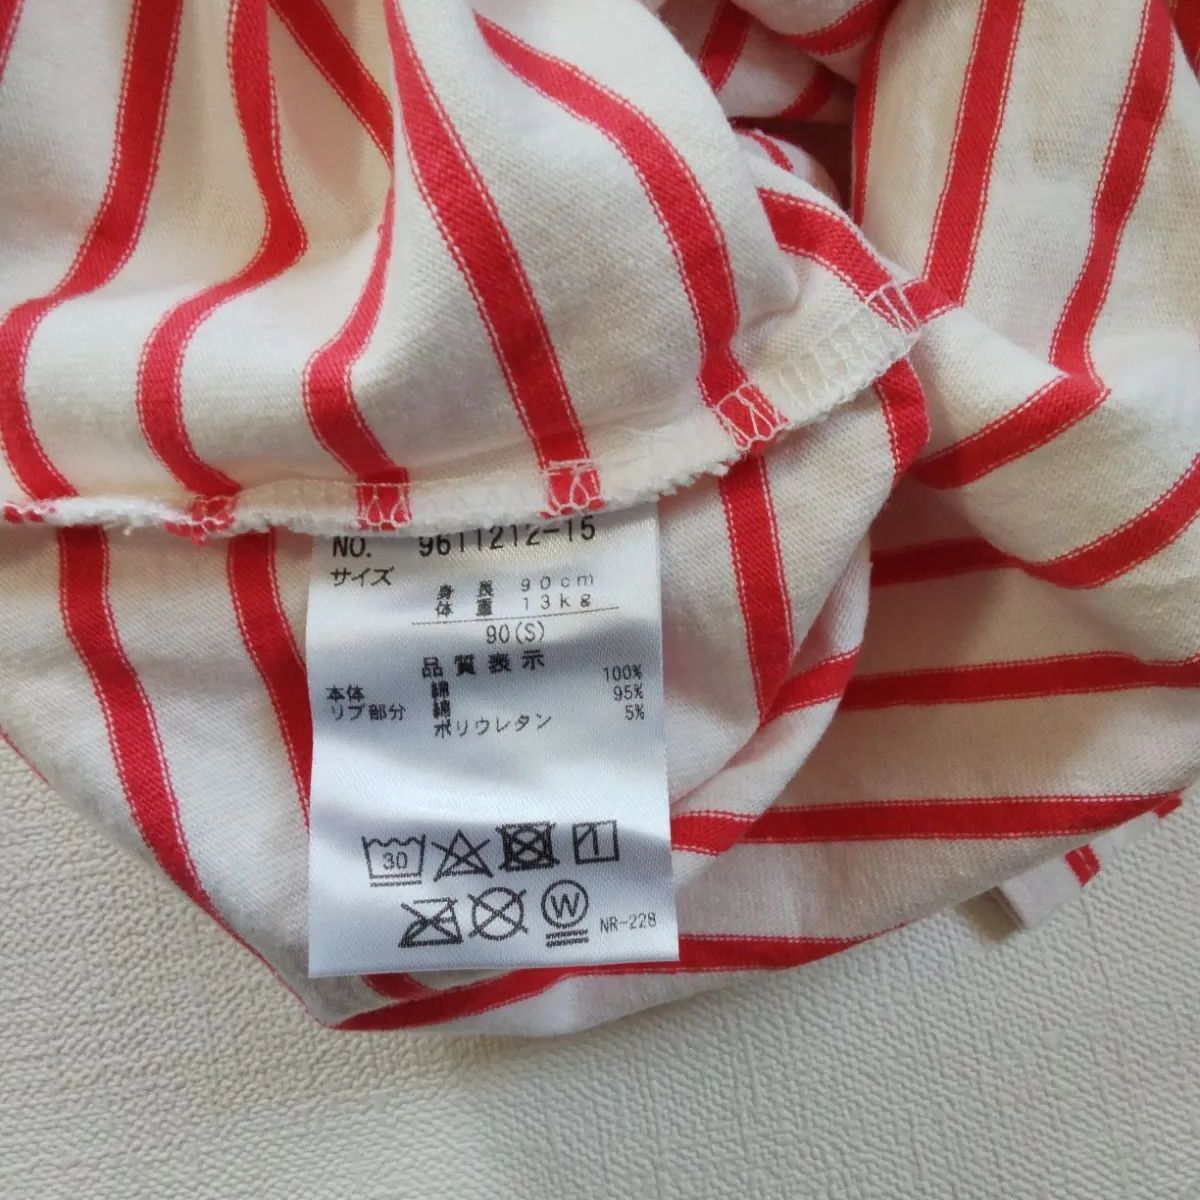 NO. 9611212-15
サイズ
身長 90cm
体重 13kg
90(S)
品質表示
本体 綿 100%
リブ部分 綿 95%
ポリウレタン 5%
30
W
NR-228